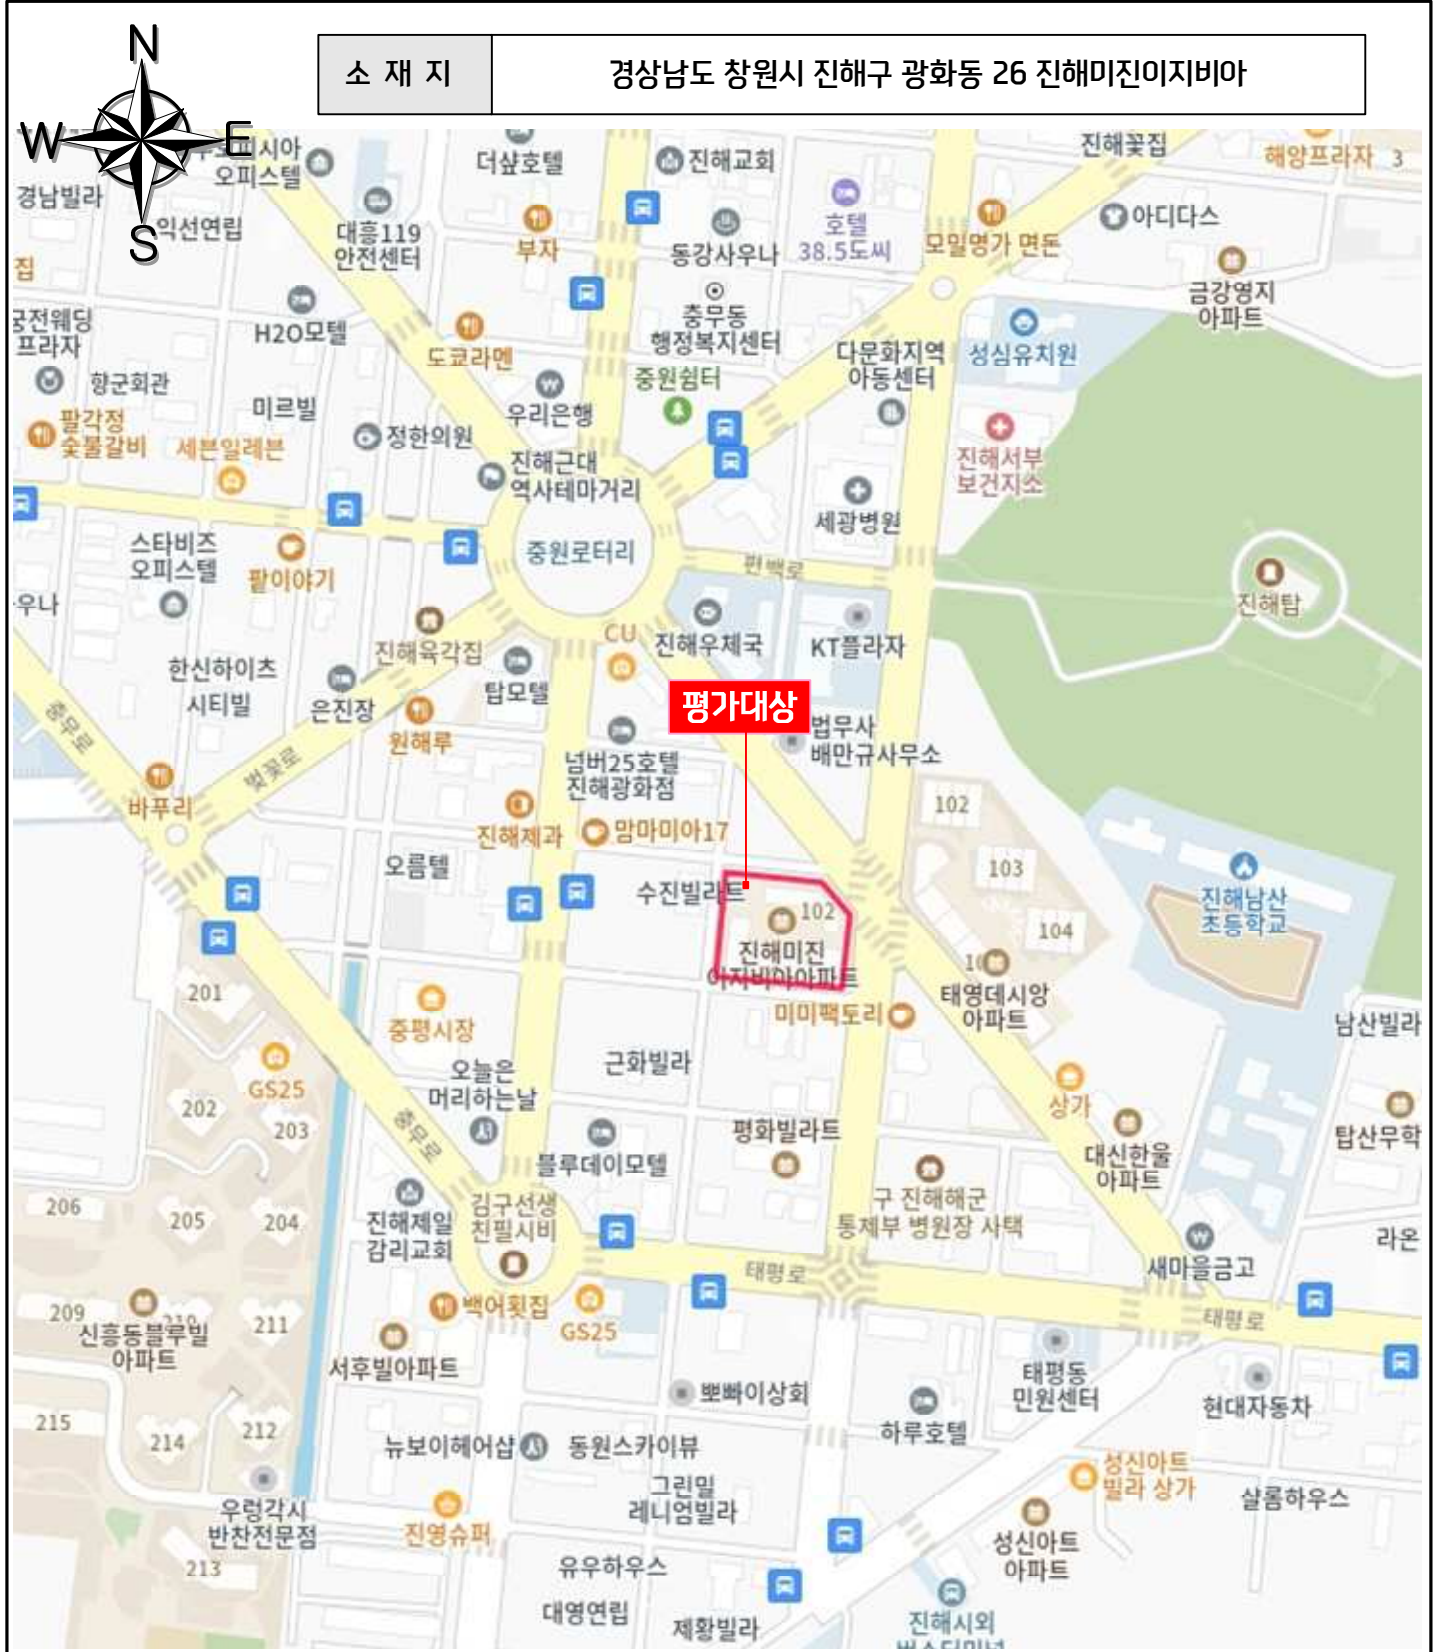 N
W
E
S
소 재 지
경상남도 창원시 진해구 광화동 26 진해미진이지비아
시아
오피스텔
경남빌라
익선연립
집
더샾호텔
진해교회
진해꽃집
해양프라자
3
대흥119
안전센터
부자
동강사우나
호텔
38.5도씨
모밀명가 면돈
아디다스
금강영지
아파트
궁전웨딩
프라자
H2O모텔
도쿄라멘
충무동
행정복지센터
다문화지역
아동센터
성심유치원
향군회관
미르빌
우리은행
중원쉼터
팔각정
숯불갈비
세븐일레븐
정한의원
진해근대
역사테마거리
세광병원
진해서부
보건지소
스타비즈
오피스텔
팥이야기
중원로터리
편백로
우나
진해탑
진해육각집
CU
진해우체국
KT플라자
한신하이츠
시티빌
은진장
탑모텔
평가대상
충무로
원해루
법무사
배만규사무소
벚꽃로
넘버25호텔
진해광화점
바푸리
진해제과
맘마미아17
102
103
오름텔
수진빌라트
102
진해남산
초등학교
104
진해미진
이지비아아파트
10
태영데시앙
아파트
201
중평시장
미미팩토리
남산빌라
GS25
오늘은
머리하는날
근화빌라
상가
202
203
충무로
평화빌라트
대신한울
아파트
탑산무학
블루데이모텔
206
205
204
진해제일
감리교회
김구선생
친필시비
구 진해해군
통제부 병원장 사택
새마을금고
라온
태평로
209
210
211
신흥동블루빌
아파트
백어횟집
GS25
태평로
서후빌아파트
뽀빠이상회
태평동
민원센터
현대자동차
215
214
212
하루호텔
뉴보이헤어샵
동원스카이뷰
성신아트
빌라 상가
우렁각시
반찬전문점
진영슈퍼
그린밀
레니엄빌라
샬롬하우스
213
유우하우스
성신아트
아파트
대영연립
제황빌라
진해시외